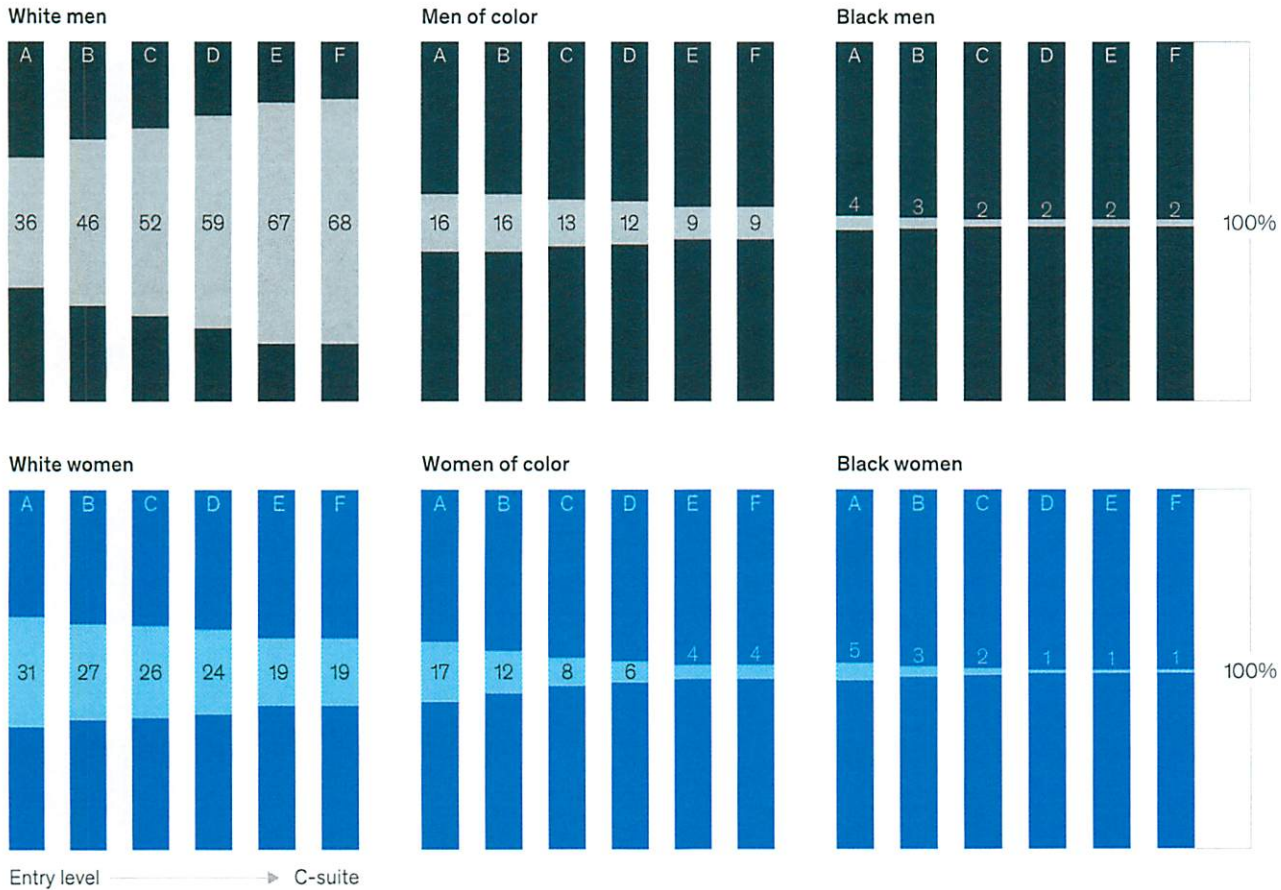 White men Men of color Black men
A B C D E F A B C D E F A B C D E F
36 46 52 59 67 68 16 16 13 12 9 9 4 3 2 2 2 2 100%
White women Women of color Black women
A B C D E F A B C D E F A B C D E F
31 27 26 24 19 19 17 12 8 6 4 4 5 3 2 1 1 1 100%
Entry level C-suite